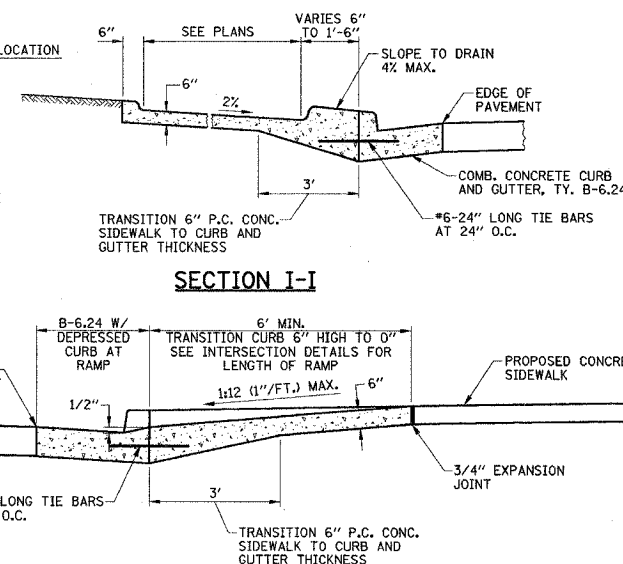 LOCATION
6"
SEE PLANS
VARIES 6"
TO 1'-6"
SLOPE TO DRAIN
4% MAX.
6"
2%
EDGE OF
PAVEMENT
3'
COMB. CONCRETE CURB
AND GUTTER, TY. B-6.24
TRANSITION 6" P.C. CONC.
SIDEWALK TO CURB AND
GUTTER THICKNESS
#6-24" LONG TIE BARS
AT 24" O.C.
SECTION I-I
B-6.24 W/
DEPRESSED
CURB AT
RAMP
6' MIN.
TRANSITION CURB 6" HIGH TO 0"
SEE INTERSECTION DETAILS FOR
LENGTH OF RAMP
1:12 (1"/FT.) MAX.
6"
1/2"
PROPOSED CONCRE
SIDEWALK
3/4" EXPANSION
JOINT
LONG TIE BARS
O.C.
3'
TRANSITION 6" P.C. CONC.
SIDEWALK TO CURB AND
GUTTER THICKNESS